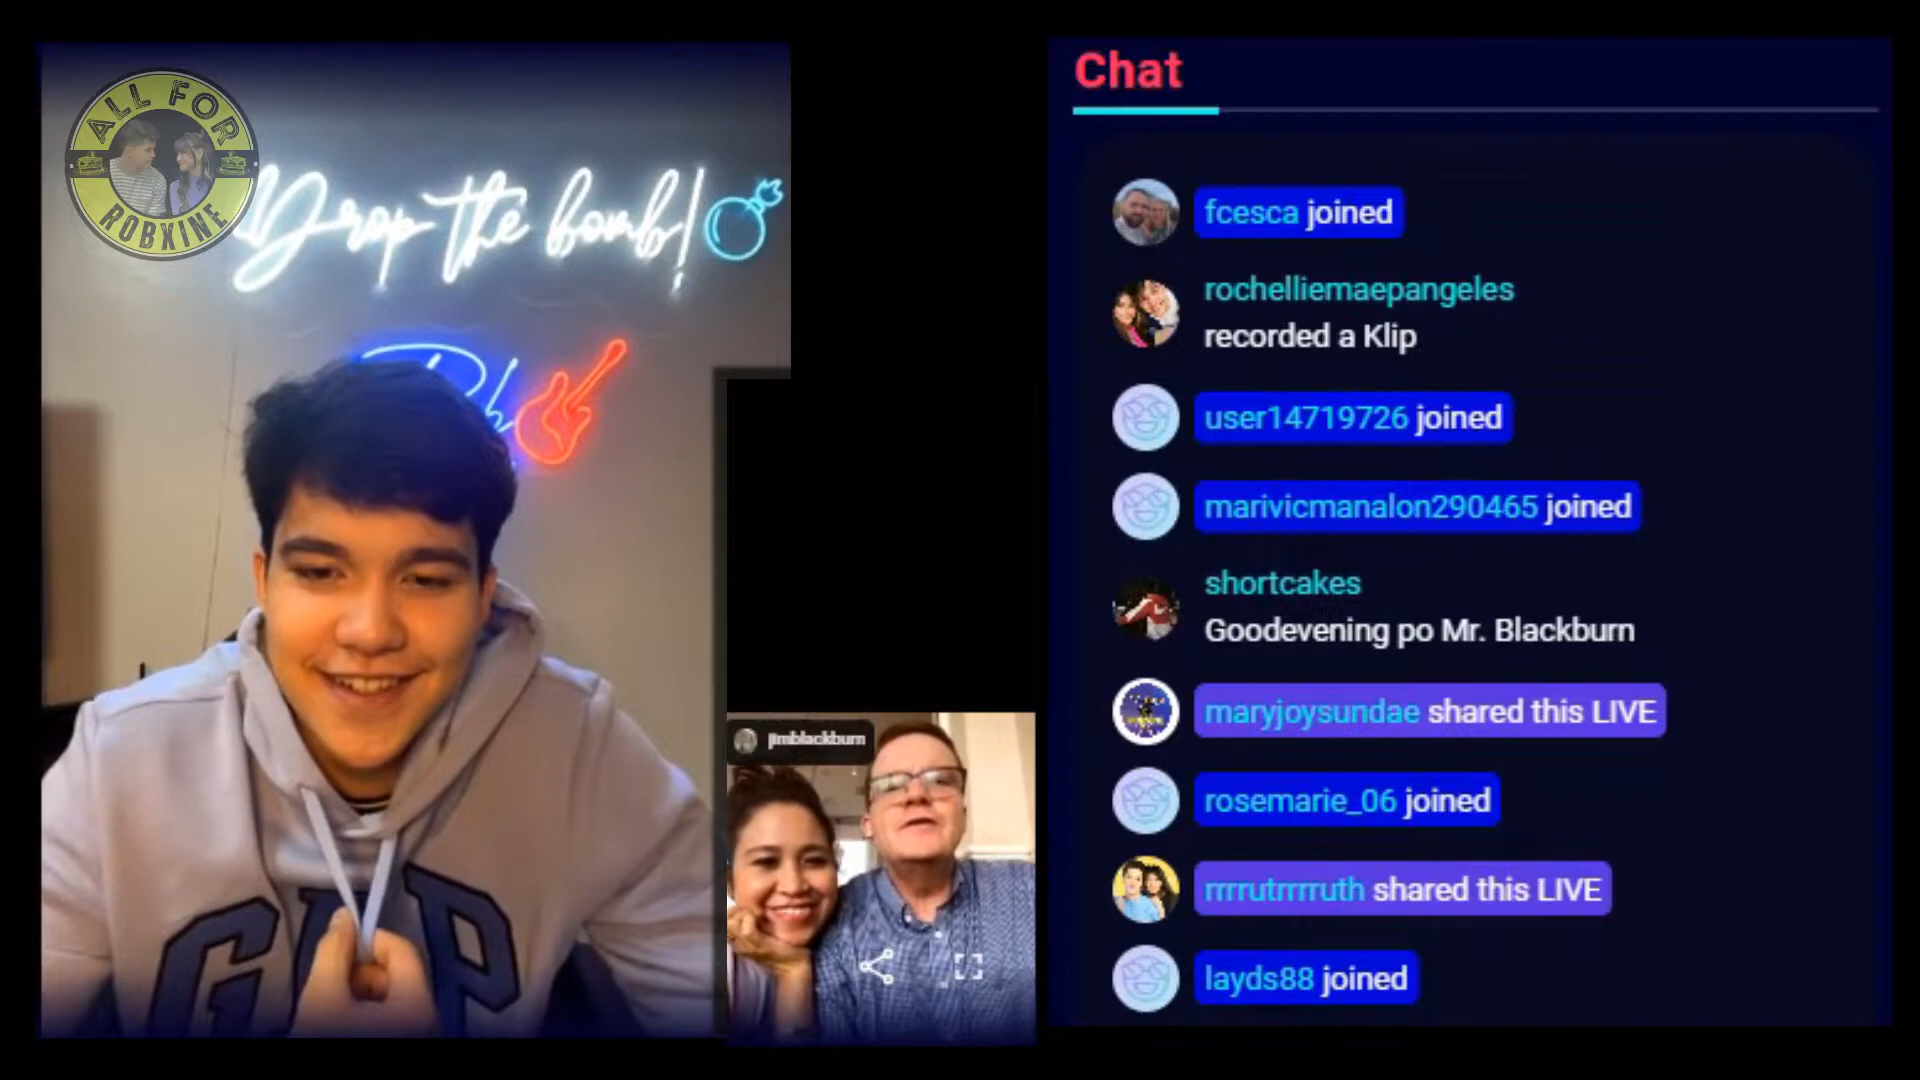 ALL FOR
ROBXINE
Drop the bomb!
GAP
jimblackburn
Chat
fcesca joined
rochelliemaepangeles
recorded a Klip
user14719726 joined
marivicmanalon290465 joined
shortcakes
Goodevening po Mr. Blackburn
maryjoysundae shared this LIVE
rosemarie_06 joined
rrrrutrrrruth shared this LIVE
layds88 joined